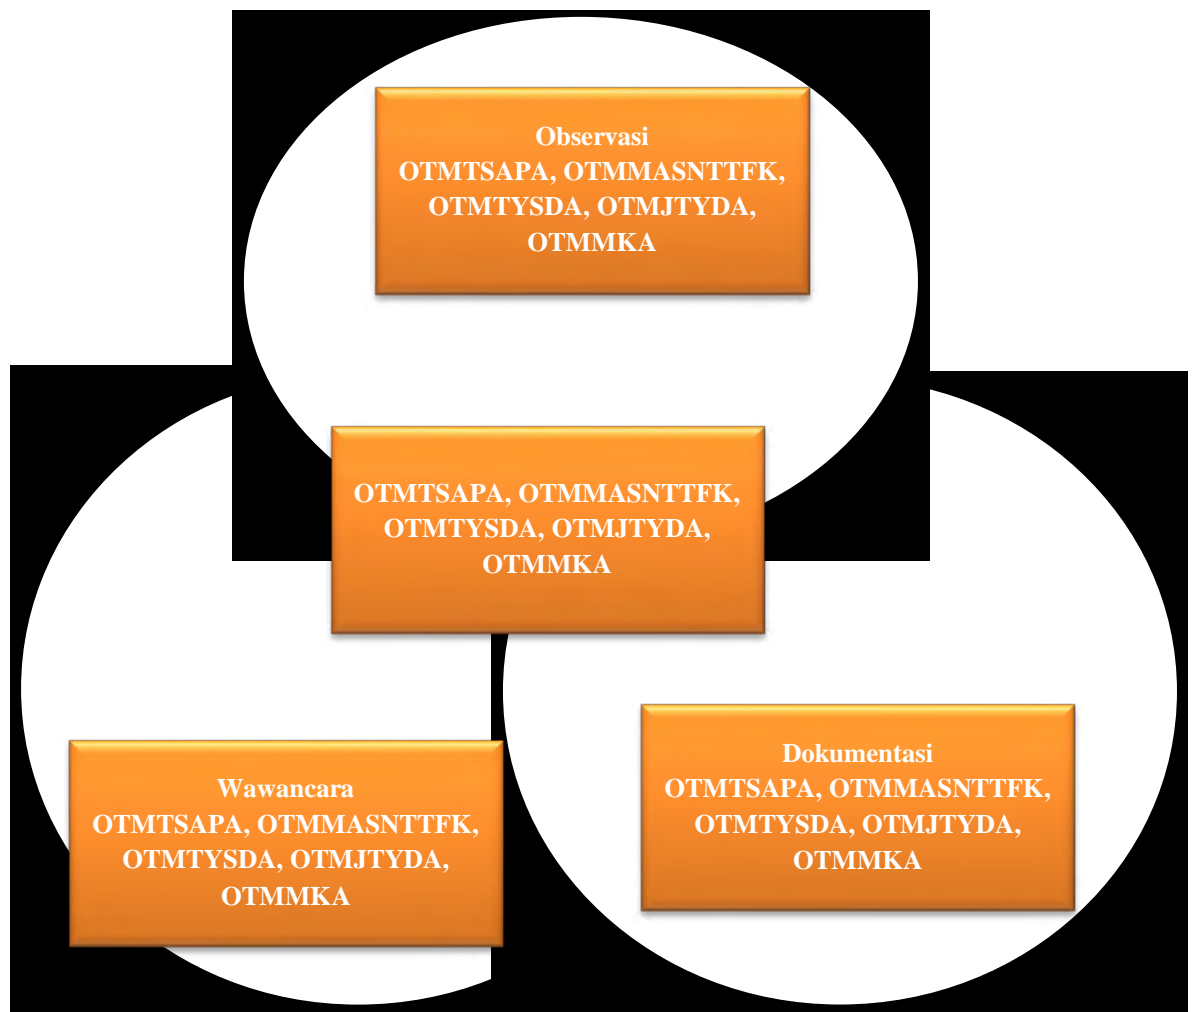 Observasi
OTMTSAPA, OTMMASNTTFK,
OTMTYSDA, OTMJTYDA,
OTMMKA
OTMTSAPA, OTMMASNTTFK,
OTMTYSDA, OTMJTYDA,
OTMMKA
Wawancara
OTMTSAPA, OTMMASNTTFK,
OTMTYSDA, OTMJTYDA,
OTMMKA
Dokumentasi
OTMTSAPA, OTMMASNTTFK,
OTMTYSDA, OTMJTYDA,
OTMMKA